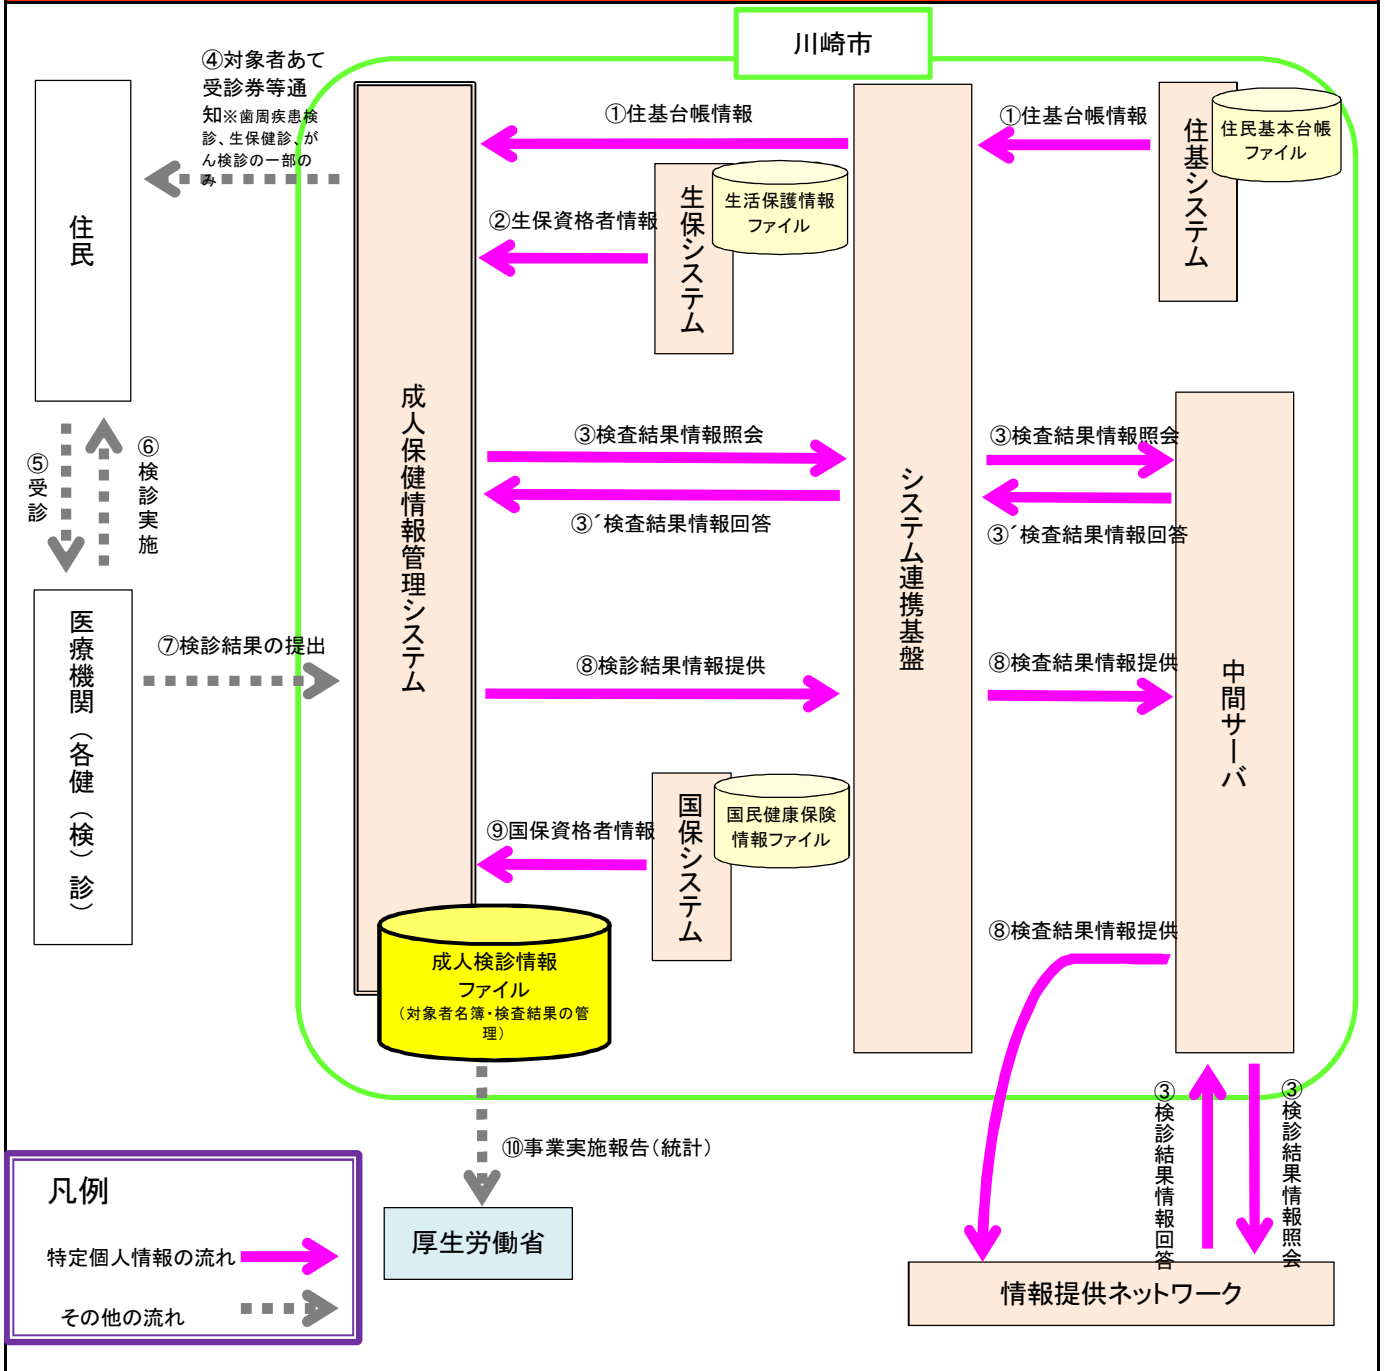 川崎市
④対象者あて
受診券等通
知※歯周疾患検
診、生保健診、が
ん検診の一部の
み
①住基台帳情報
①住基台帳情報
住民基本台帳
ファイル
住基システム
生活保護情報
ファイル
生保システム
②生保資格者情報
住民
成人保健情報管理システム
③検査結果情報照会
③検査結果情報照会
③´検査結果情報回答
③´検査結果情報回答
システム連携基盤
⑤受診
⑥検診実施
医療機関（各健（検）診）
⑦検診結果の提出
⑧検診結果情報提供
⑧検査結果情報提供
中間サーバ
国民健康保険
情報ファイル
国保システム
⑨国保資格者情報
⑧検査結果情報提供
成人検診情報
ファイル
（対象者名簿・検査結果の管
理）
③検診結果情報回答
③検診結果情報照会
⑩事業実施報告（統計）
厚生労働省
情報提供ネットワーク
凡例
特定個人情報の流れ
その他の流れ